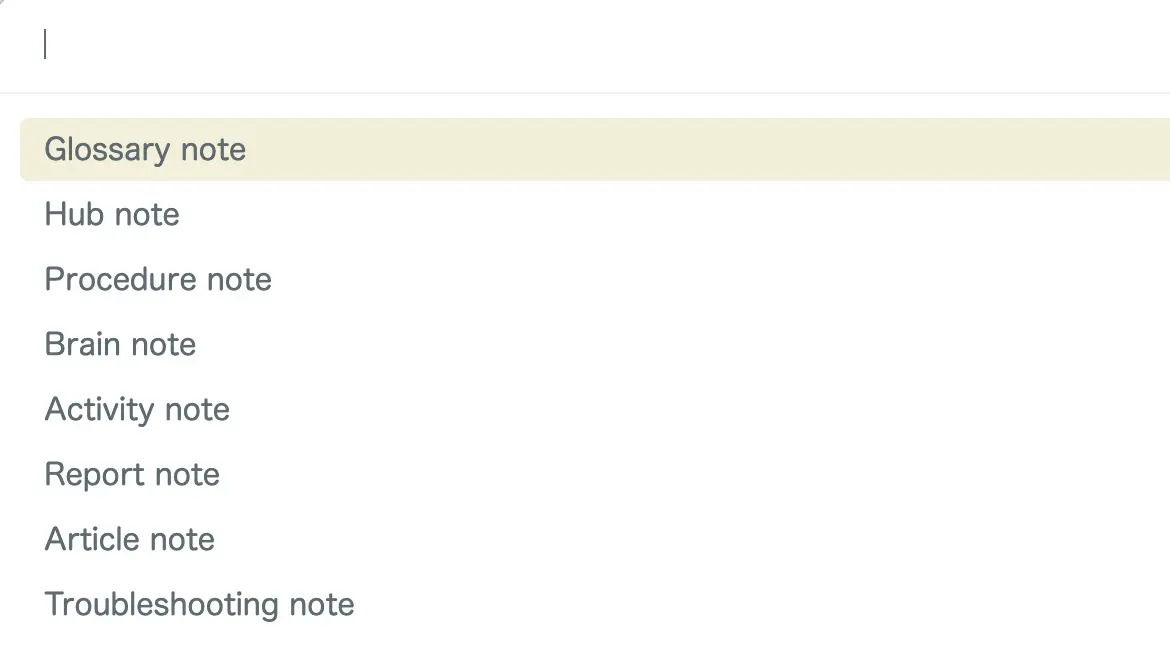 Glossary note
Hub note
Procedure note
Brain note
Activity note
Report note
Article note
Troubleshooting note